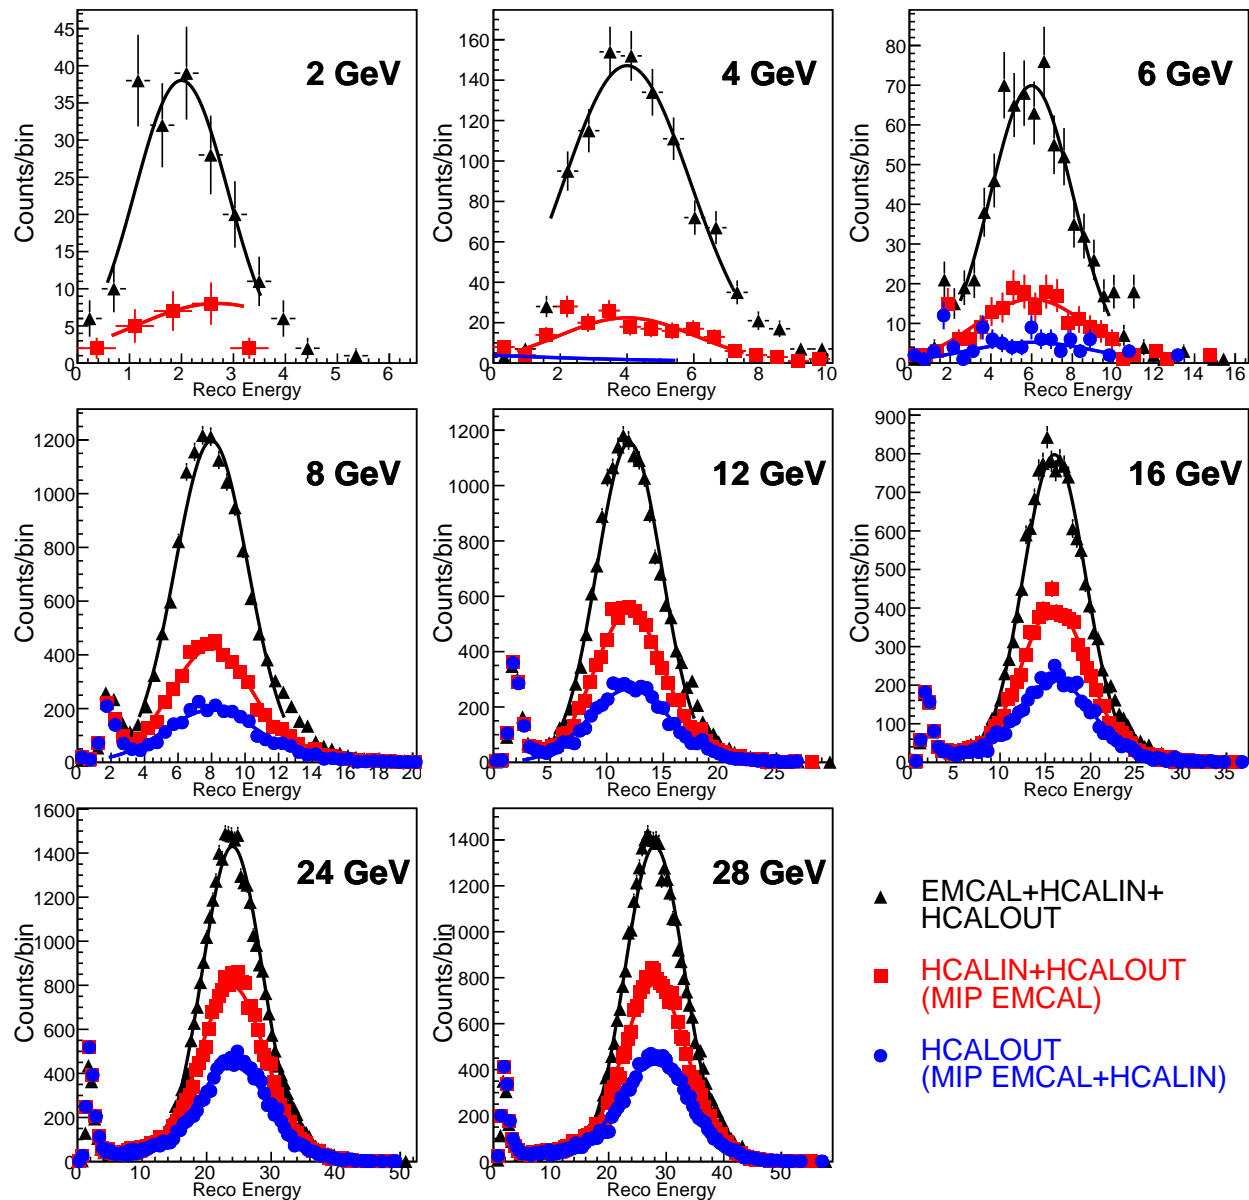 2 GeV
Counts/bin
45
40
35
30
25
20
15
10
5
0
0 1 2 3 4 5 6
Reco Energy
4 GeV
Counts/bin
160
140
120
100
80
60
40
20
0
0 2 4 6 8 10
Reco Energy
6 GeV
Counts/bin
80
70
60
50
40
30
20
10
0
0 2 4 6 8 10 12 14 16
Reco Energy
8 GeV
Counts/bin
1200
1000
800
600
400
200
0
0 2 4 6 8 10 12 14 16 18 20
Reco Energy
12 GeV
Counts/bin
1200
1000
800
600
400
200
0
0 5 10 15 20 25
Reco Energy
16 GeV
Counts/bin
900
800
700
600
500
400
300
200
100
0
0 5 10 15 20 25 30 35
Reco Energy
24 GeV
Counts/bin
1600
1400
1200
1000
800
600
400
200
0
0 10 20 30 40 50
Reco Energy
28 GeV
Counts/bin
1400
1200
1000
800
600
400
200
0
0 10 20 30 40 50
Reco Energy
EMCAL+HCALIN+
HCALOUT
HCALIN+HCALOUT
(MIP EMCAL)
HCALOUT
(MIP EMCAL+HCALIN)